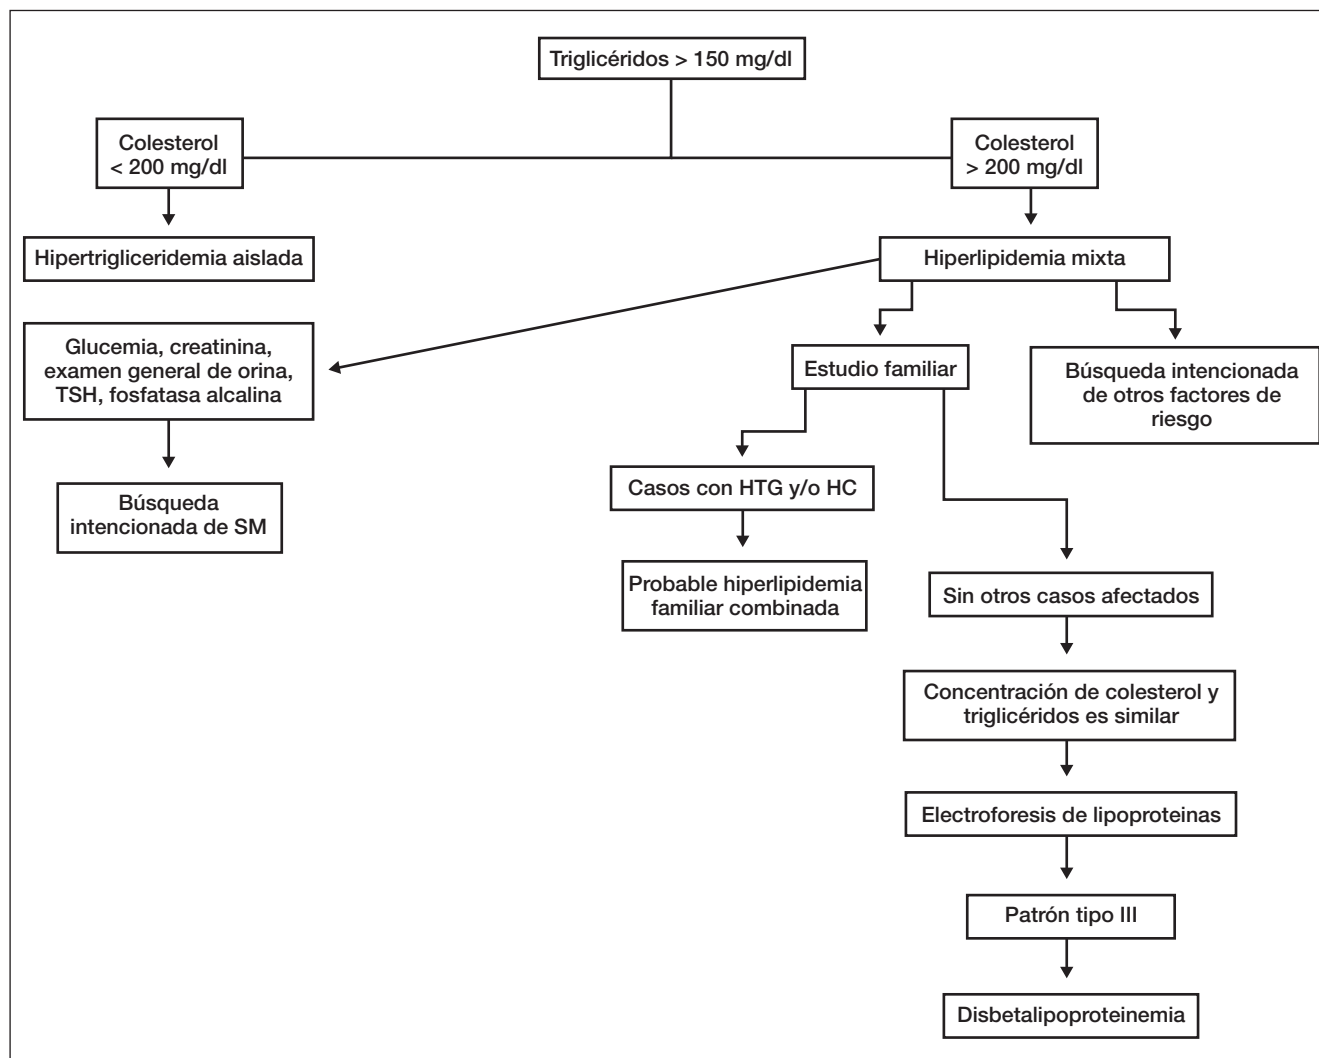 Triglicéridos > 150 mg/dl
Colesterol
< 200 mg/dl
Colesterol
> 200 mg/dl
Hipertrigliceridemia aislada
Hiperlipidemia mixta
Glucemia, creatinina,
examen general de orina,
TSH, fosfatasa alcalina
Estudio familiar
Búsqueda intencionada
de otros factores de
riesgo
Búsqueda
intencionada de SM
Casos con HTG y/o HC
Probable hiperlipidemia
familiar combinada
Sin otros casos afectados
Concentración de colesterol y
triglicéridos es similar
Electroforesis de lipoproteinas
Patrón tipo III
Disbetalipoproteinemia